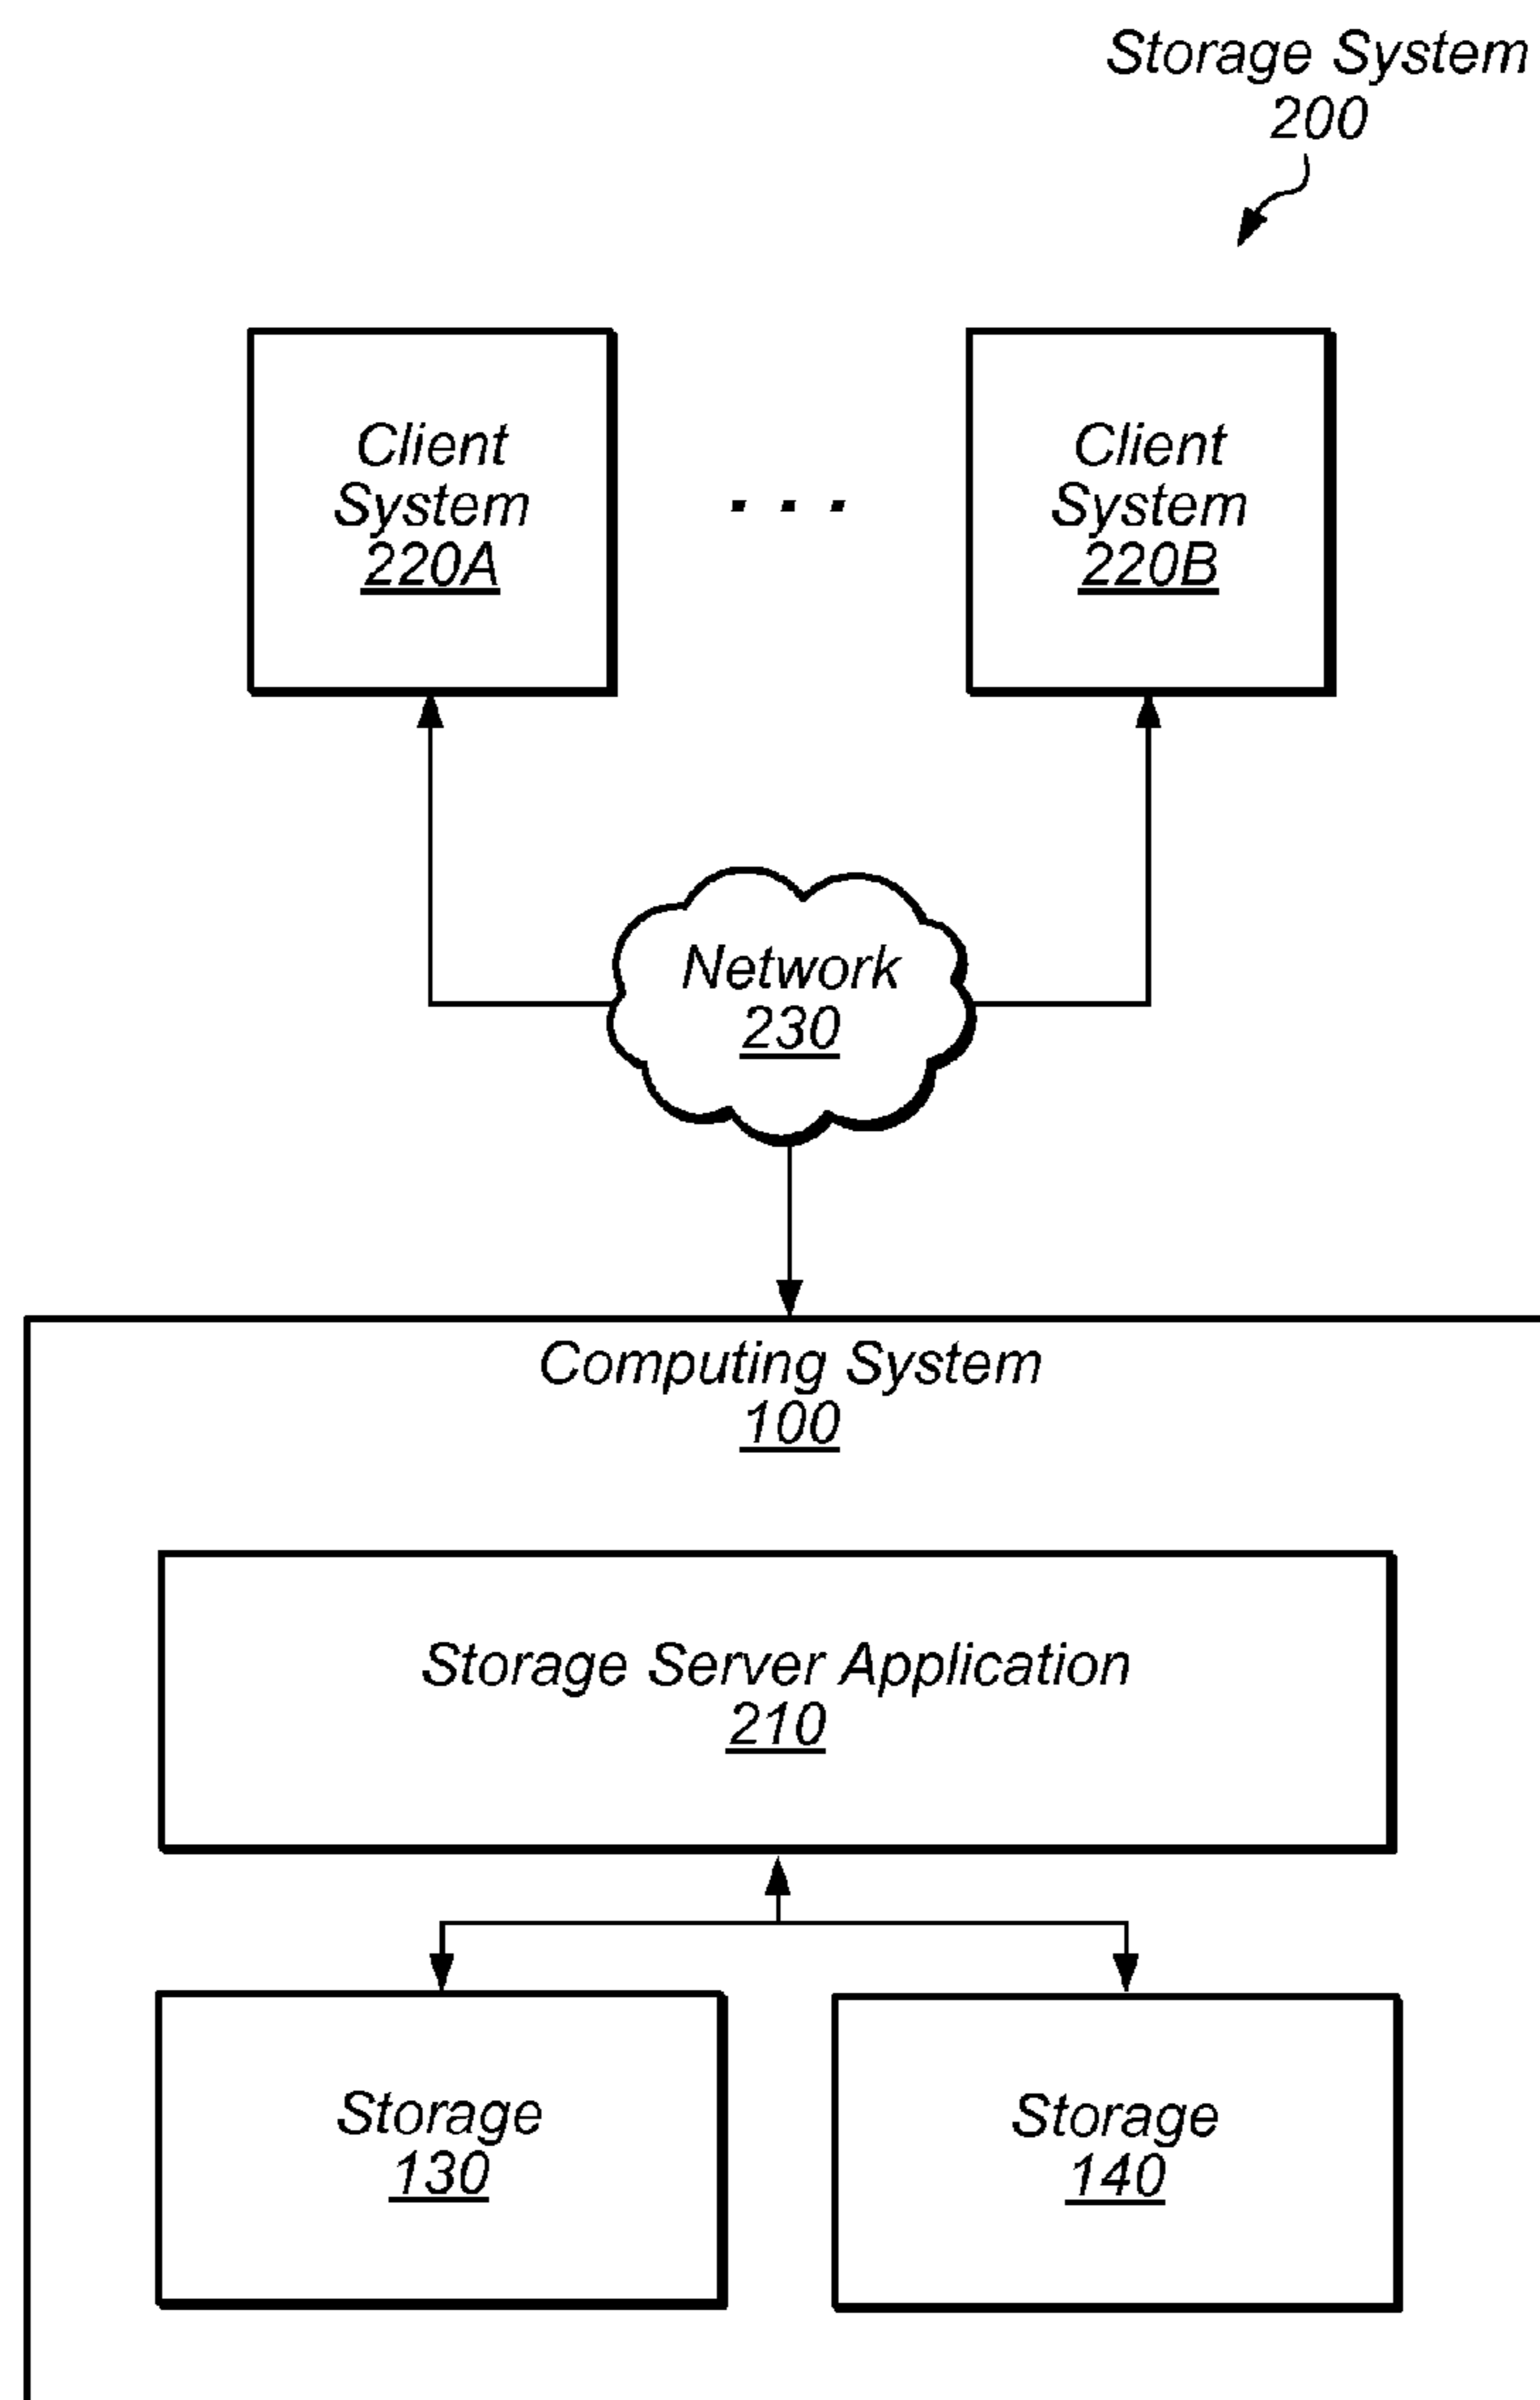 Storage System
200
Client
System
220A
. . .
Client
System
220B
Network
230
Computing System
100
Storage Server Application
210
Storage
130
Storage
140